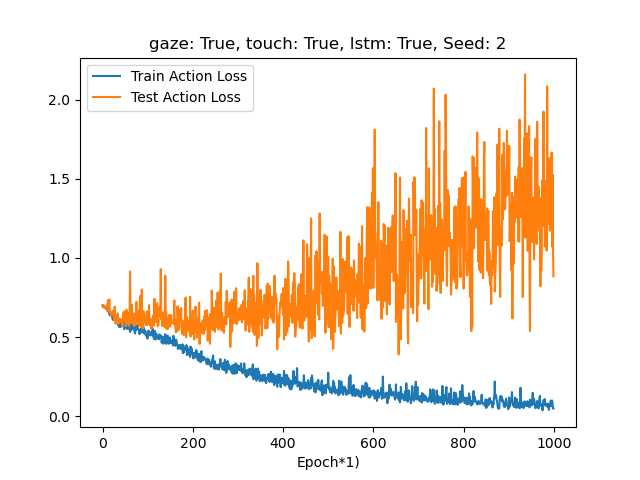 gaze: True, touch: True, lstm: True, Seed: 2
Train Action Loss
Test Action Loss
2.0
1.5
1.0
0.5
0.0
0
200
400
600
800
1000
Epoch*1)